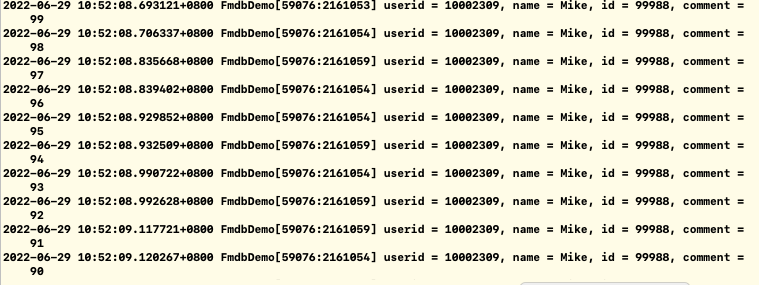 2022-06-29 10:52:08.693121+0800 FmdbDemo[59076:2161053] userid = 10002309, name = Mike, id = 99988, comment =
99
2022-06-29 10:52:08.706337+0800 FmdbDemo[59076:2161054] userid = 10002309, name = Mike, id = 99988, comment =
98
2022-06-29 10:52:08.835668+0800 FmdbDemo[59076:2161059] userid = 10002309, name = Mike, id = 99988, comment =
97
2022-06-29 10:52:08.839402+0800 FmdbDemo[59076:2161054] userid = 10002309, name = Mike, id = 99988, comment =
96
2022-06-29 10:52:08.929852+0800 FmdbDemo[59076:2161054] userid = 10002309, name = Mike, id = 99988, comment =
95
2022-06-29 10:52:08.932509+0800 FmdbDemo[59076:2161059] userid = 10002309, name = Mike, id = 99988, comment =
94
2022-06-29 10:52:08.990722+0800 FmdbDemo[59076:2161054] userid = 10002309, name = Mike, id = 99988, comment =
93
2022-06-29 10:52:08.992628+0800 FmdbDemo[59076:2161059] userid = 10002309, name = Mike, id = 99988, comment =
92
2022-06-29 10:52:09.117721+0800 FmdbDemo[59076:2161059] userid = 10002309, name = Mike, id = 99988, comment =
91
2022-06-29 10:52:09.120267+0800 FmdbDemo[59076:2161054] userid = 10002309, name = Mike, id = 99988, comment =
90